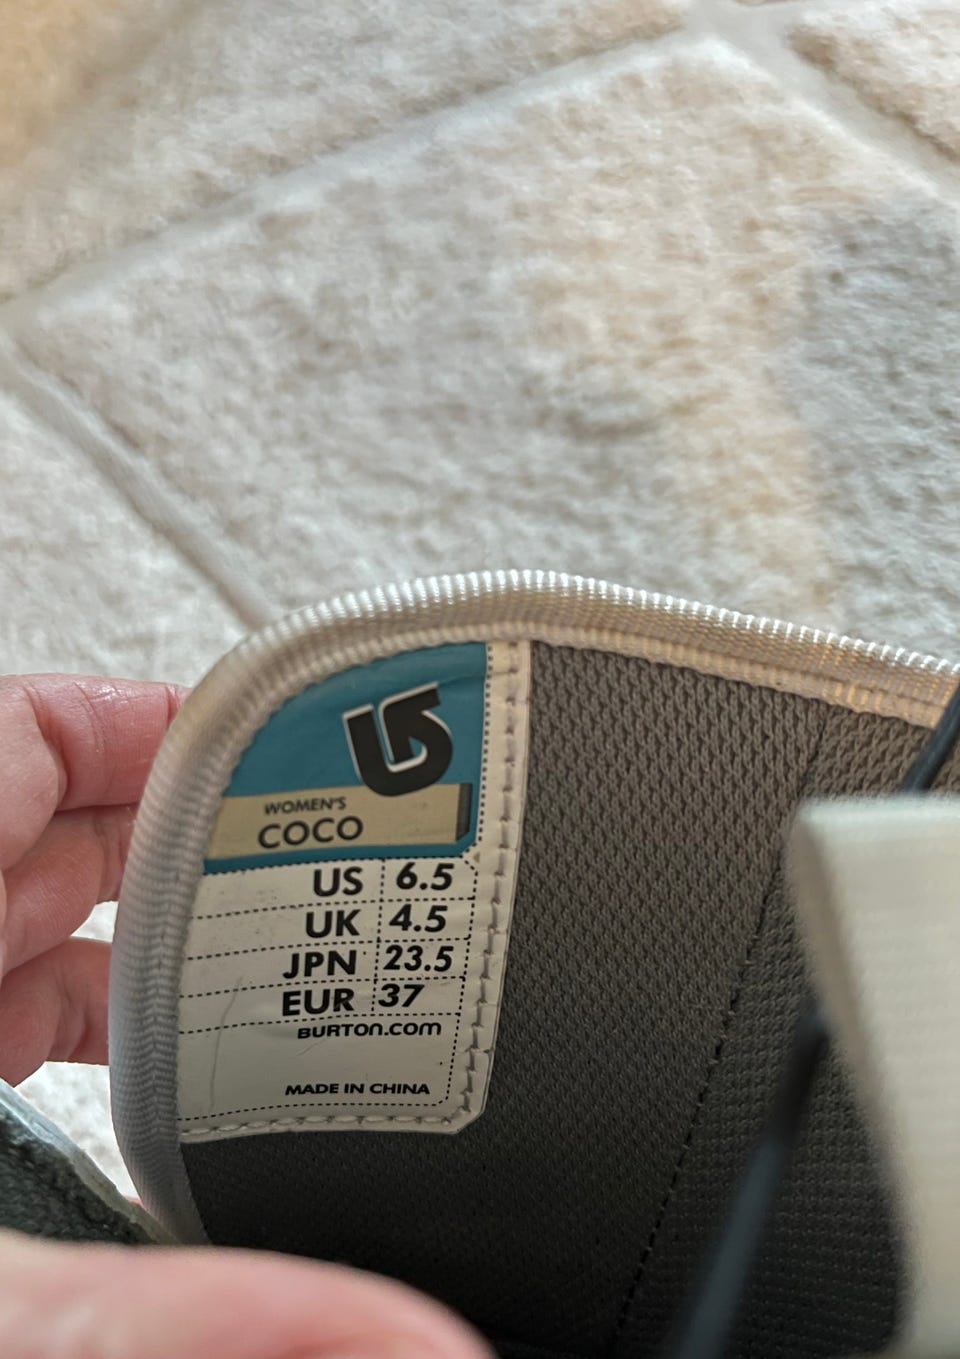 WOMEN'S
COCO
US 6.5
UK 4.5
JPN 23.5
EUR 37
BURTON.COM
MADE IN CHINA